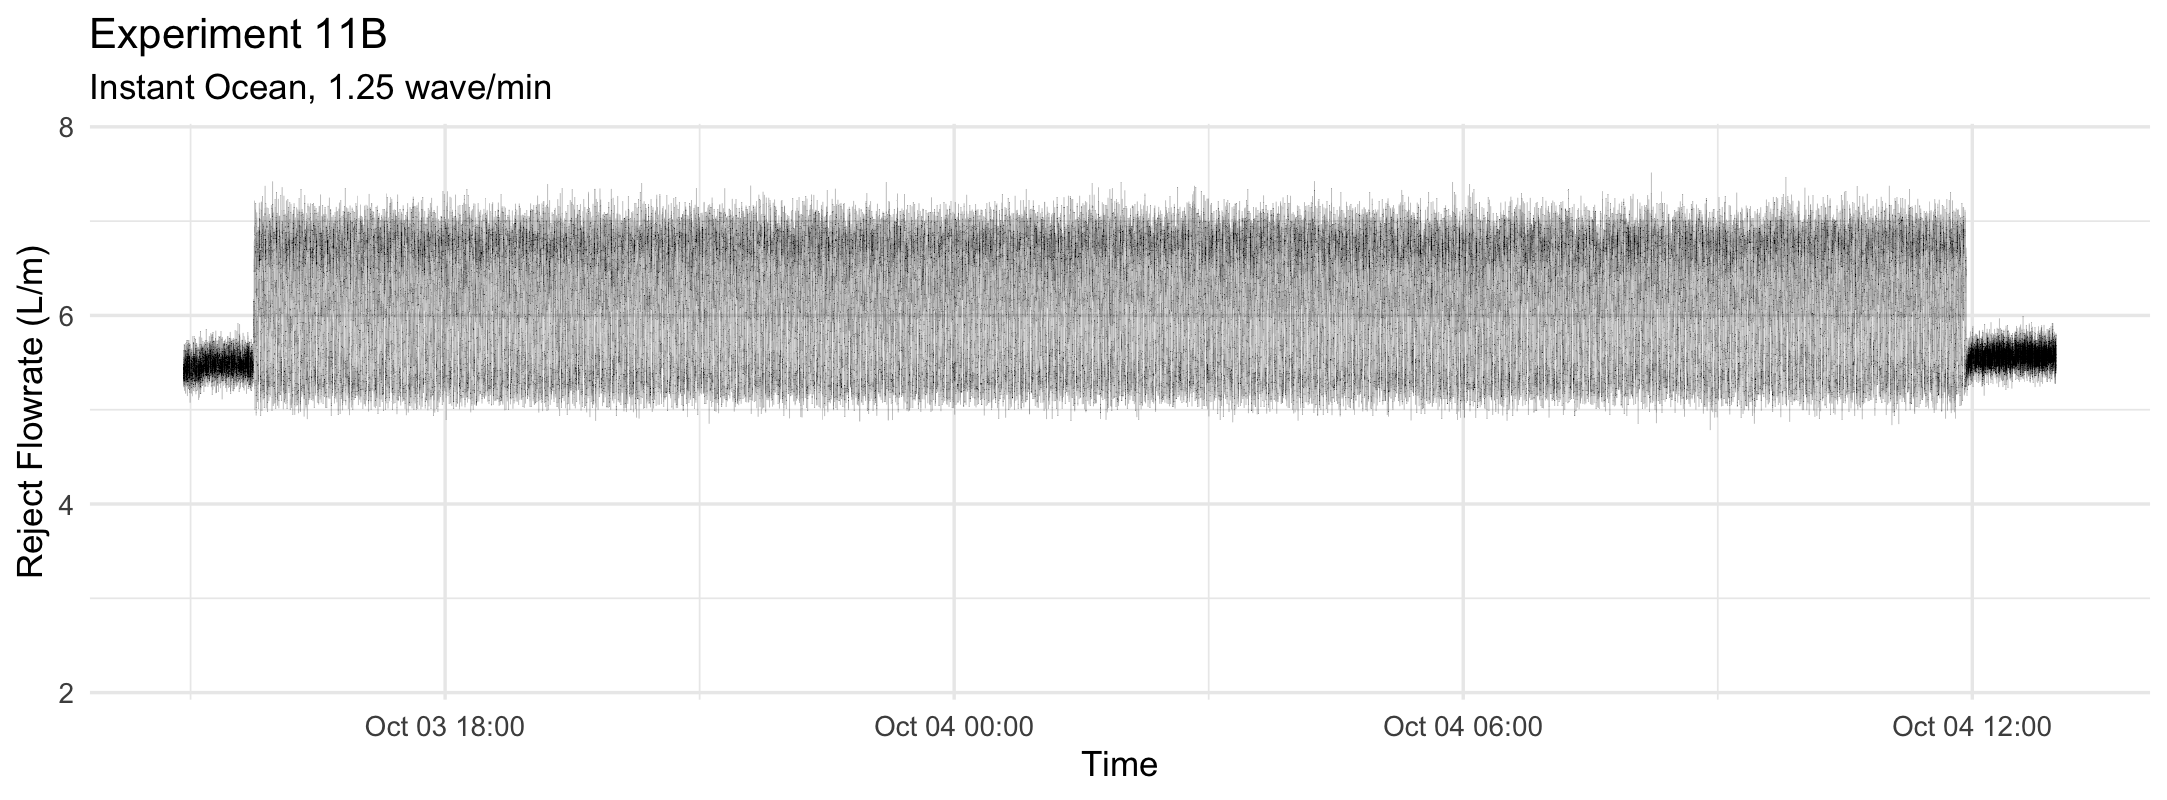 Experiment 11B
Instant Ocean, 1.25 wave/min
8
6
4
2
Reject Flowrate (L/m)
Oct 03 18:00
Oct 04 00:00
Oct 04 06:00
Oct 04 12:00
Time